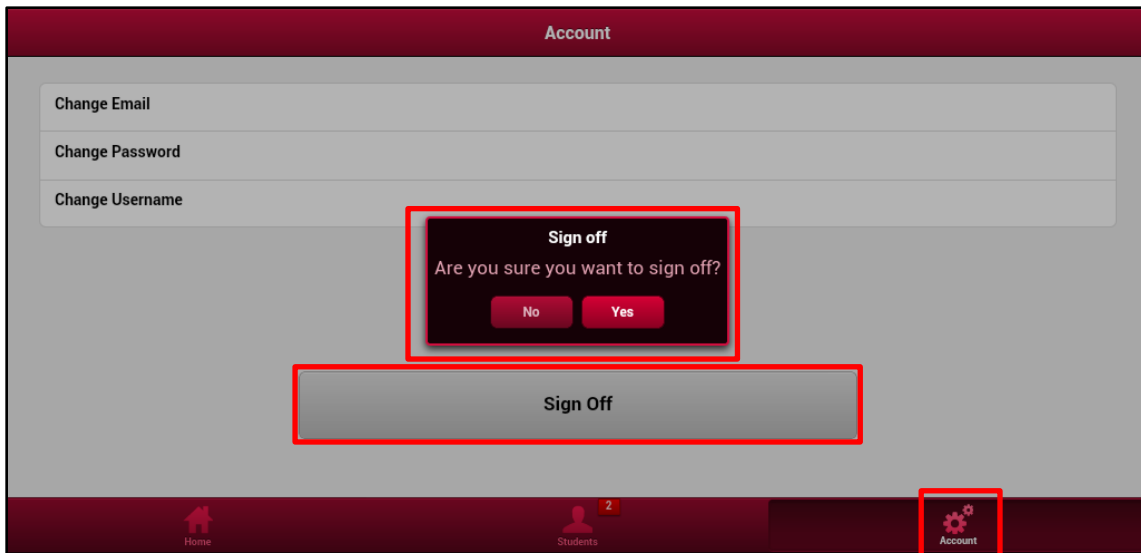 Account
Change Email
Change Password
Change Username
Sign off
Are you sure you want to sign off?
No Yes
Sign Off
2
Home Students Account